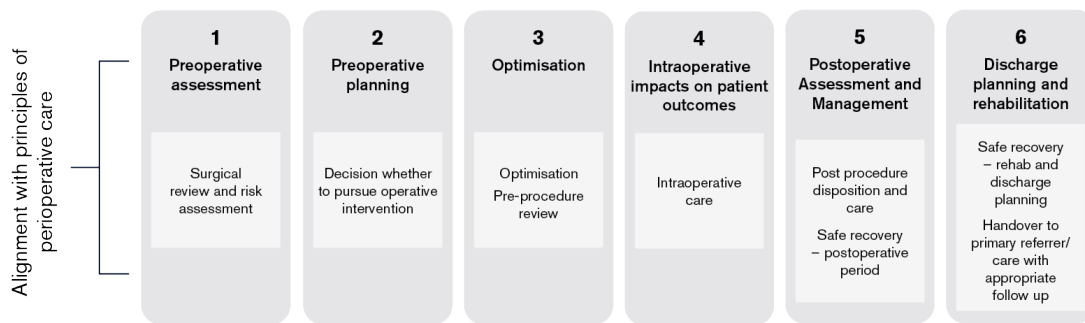 Alignment with principles of
perioperative care
1
Preoperative
assessment
Surgical
review and risk
assessment
2
Preoperative
planning
Decision whether
to pursue operative
intervention
3
Optimisation
Optimisation
Pre-procedure
review
4
Intraoperative
impacts on patient
outcomes
Intraoperative
care
5
Postoperative
Assessment and
Management
Post procedure
disposition and
care
Safe recovery
– postoperative
period
6
Discharge
planning and
rehabilitation
Safe recovery
– rehab and
discharge
planning
Handover to
primary referrer/
care with
appropriate
follow up